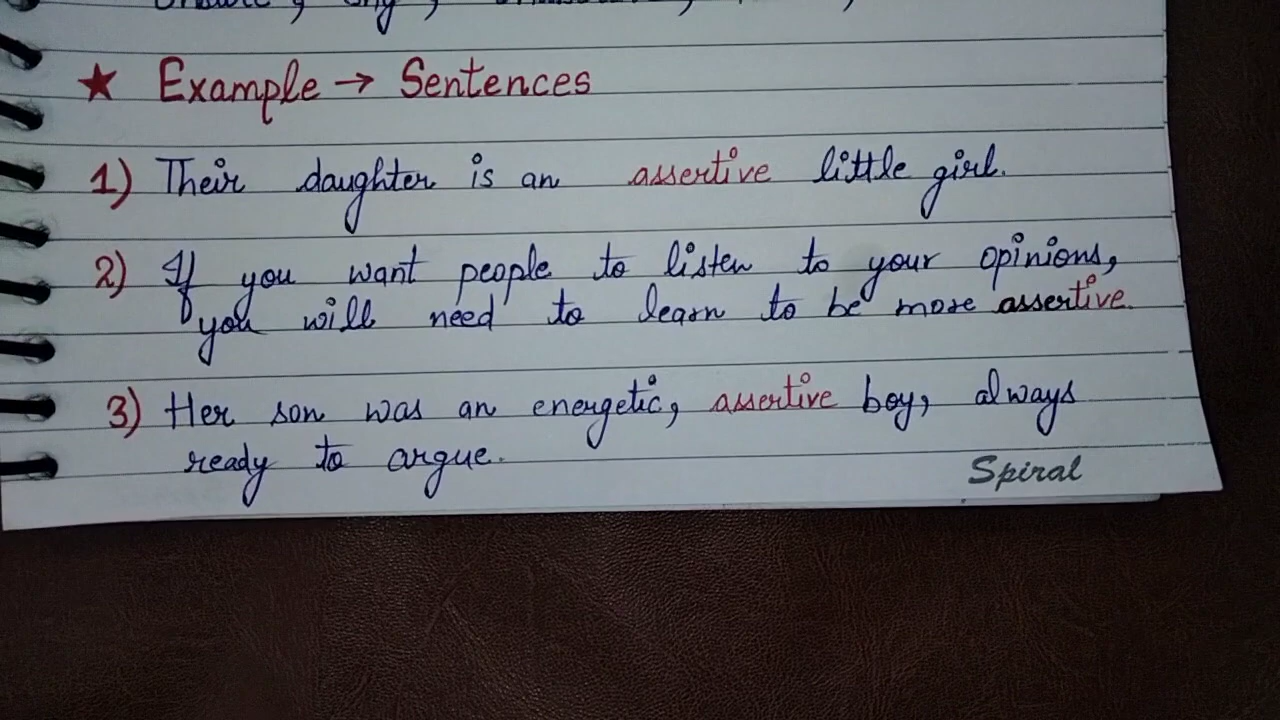 ★ Example → Sentences
1) Their daughter is an assertive little girl.
2) If you want people to listen to your opinions,
you will need to learn to be more assertive.
3) Her son was an energetic, assertive boy, always
ready to argue.
Spiral